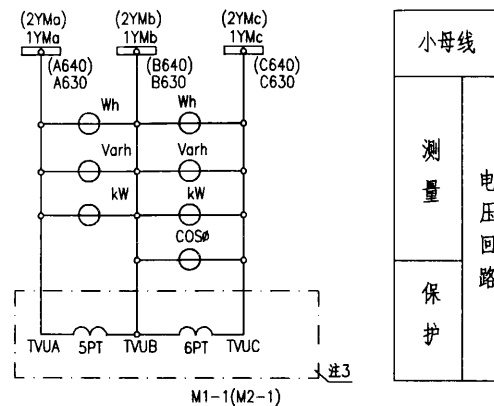 (2YMa) (2YMb) (2YMc)
1YMa 1YMb 1YMc
(A640) (B640) (C640)
A630 B630 C630
Wh Wh
Varh Varh
kW kW
COSø
TVUA 5PT TVUB 6PT TVUC
注3
M1-1(M2-1)
小母线
测量
电压回路
保护